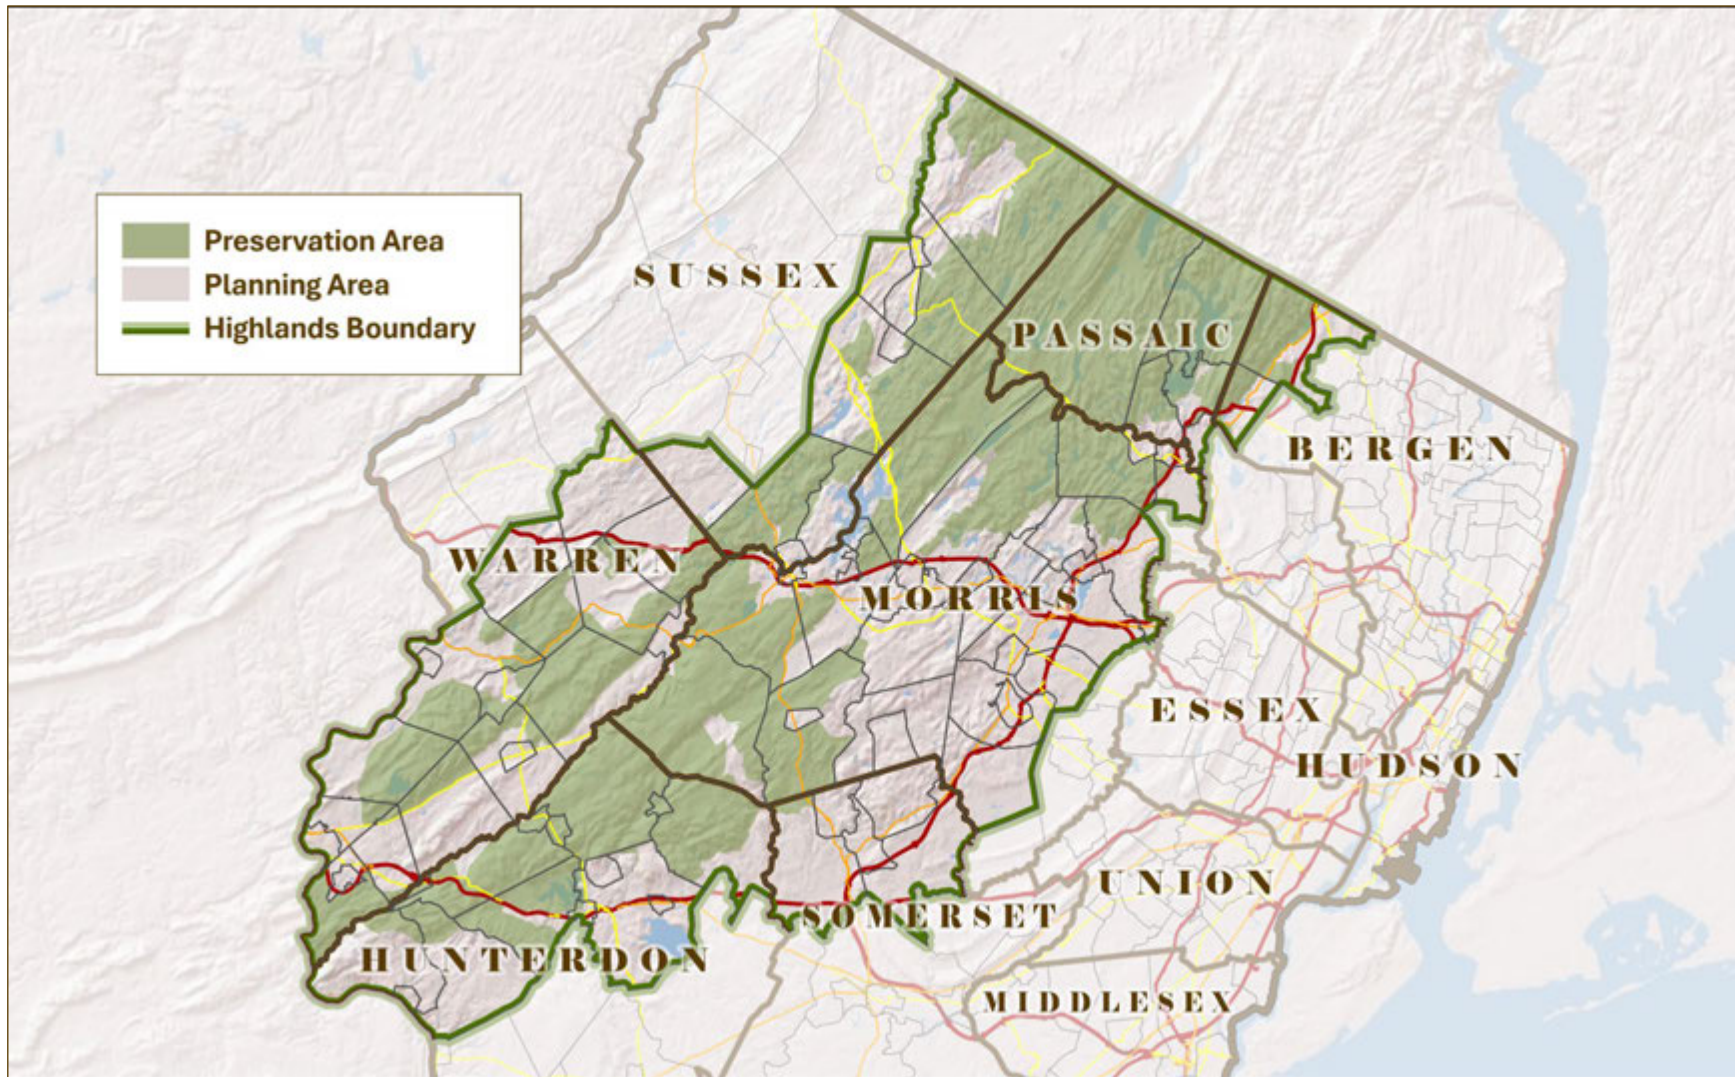 Preservation Area
Planning Area
Highlands Boundary
SUSSEX
PASSAIC
BERGEN
WARREN
MORRIS
ESSEX
HUDSON
UNION
SOMERSET
HUNTERDON
MIDDLESEX